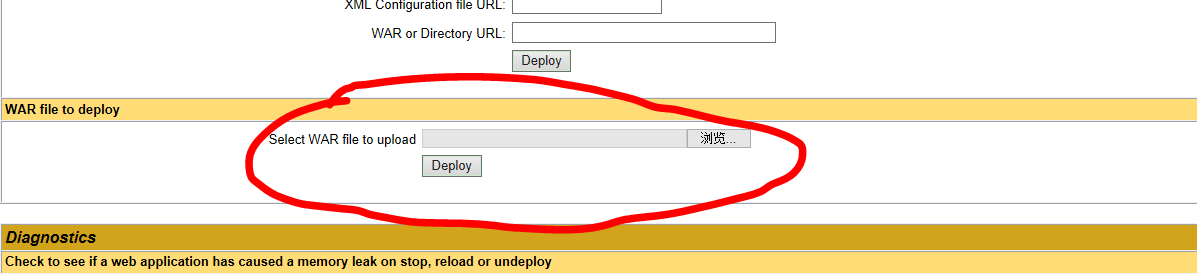 XML Configuration file URL:
WAR or Directory URL:
Deploy
WAR file to deploy
Select WAR file to upload 浏览...
Deploy
Diagnostics
Check to see if a web application has caused a memory leak on stop, reload or undeploy